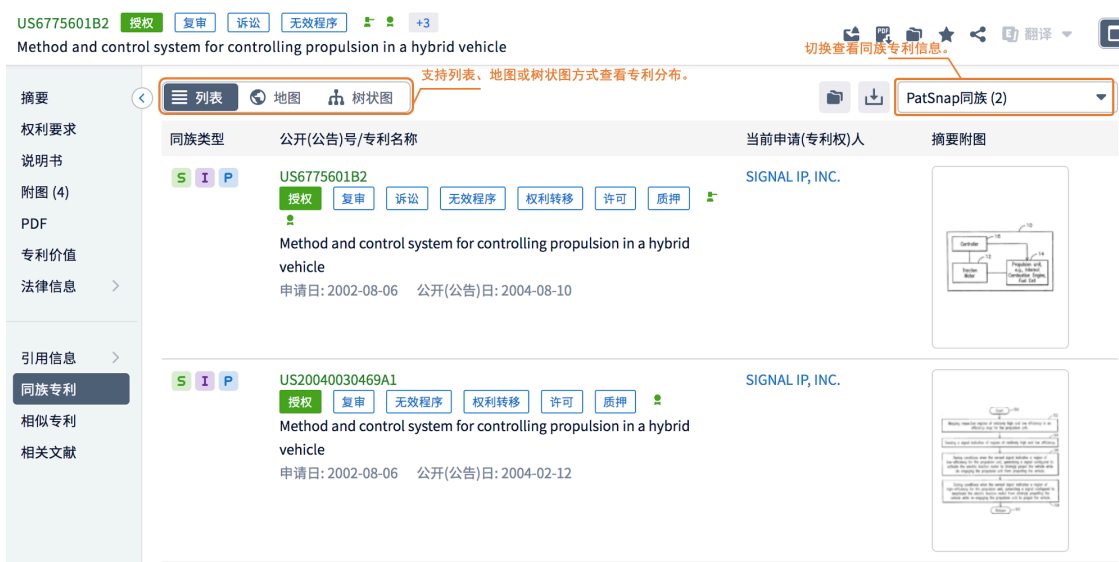 US6775601B2 授权 复审 诉讼 无效程序 +3
Method and control system for controlling propulsion in a hybrid vehicle
翻译
切换查看同族专利信息。
支持列表、地图或树状图方式查看专利分布。
摘要
权利要求
说明书
附图 (4)
PDF
专利价值
法律信息
引用信息
同族专利
相似专利
相关文献
列表 地图 树状图
PatSnap同族 (2)
同族类型 公开(公告)号/专利名称 当前申请(专利权)人 摘要附图
S I P US6775601B2 SIGNAL IP, INC.
授权 复审 诉讼 无效程序 权利转移 许可 质押
Method and control system for controlling propulsion in a hybrid
vehicle
申请日: 2002-08-06 公开(公告)日: 2004-08-10
Controller
Traction
Motor
Propulsion unit,
e.g., Internal
Combustion Engine,
Fuel Cell
S I P US20040030469A1 SIGNAL IP, INC.
授权 复审 无效程序 权利转移 许可 质押
Method and control system for controlling propulsion in a hybrid
vehicle
申请日: 2002-08-06 公开(公告)日: 2004-02-12